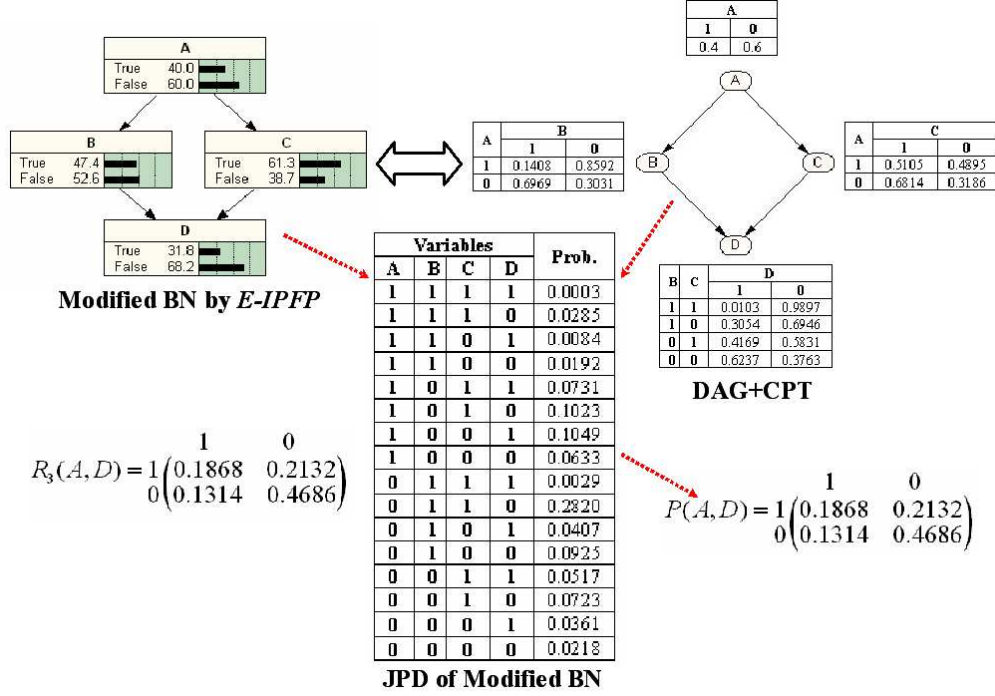 A
True 40.0
False 60.0
B
True 47.4
False 52.6
C
True 61.3
False 38.7
D
True 31.8
False 68.2
Modified BN by E-IPFP
A
1 0
0.4 0.6
A
B
C
D
A B
1 0
1 0.1408 0.8592
0 0.6969 0.3031
A C
1 0
1 0.5105 0.4895
0 0.6814 0.3186
B C D
1 0
1 1 0.0103 0.9897
1 0 0.3054 0.6946
0 1 0.4169 0.5831
0 0 0.6237 0.3763
DAG+CPT
Variables Prob.
A B C D
1 1 1 1 0.0003
1 1 1 0 0.0285
1 1 0 1 0.0084
1 1 0 0 0.0192
1 0 1 1 0.0731
1 0 1 0 0.1023
1 0 0 1 0.1049
1 0 0 0 0.0633
0 1 1 1 0.0029
0 1 1 0 0.2820
0 1 0 1 0.0407
0 1 0 0 0.0925
0 0 1 1 0.0517
0 0 1 0 0.0723
0 0 0 1 0.0361
0 0 0 0 0.0218
JPD of Modified BN
1 0
R₃(A,D) = 1 (0.1868 0.2132
0 0.1314 0.4686)
1 0
P(A,D) = 1 (0.1868 0.2132
0 0.1314 0.4686)